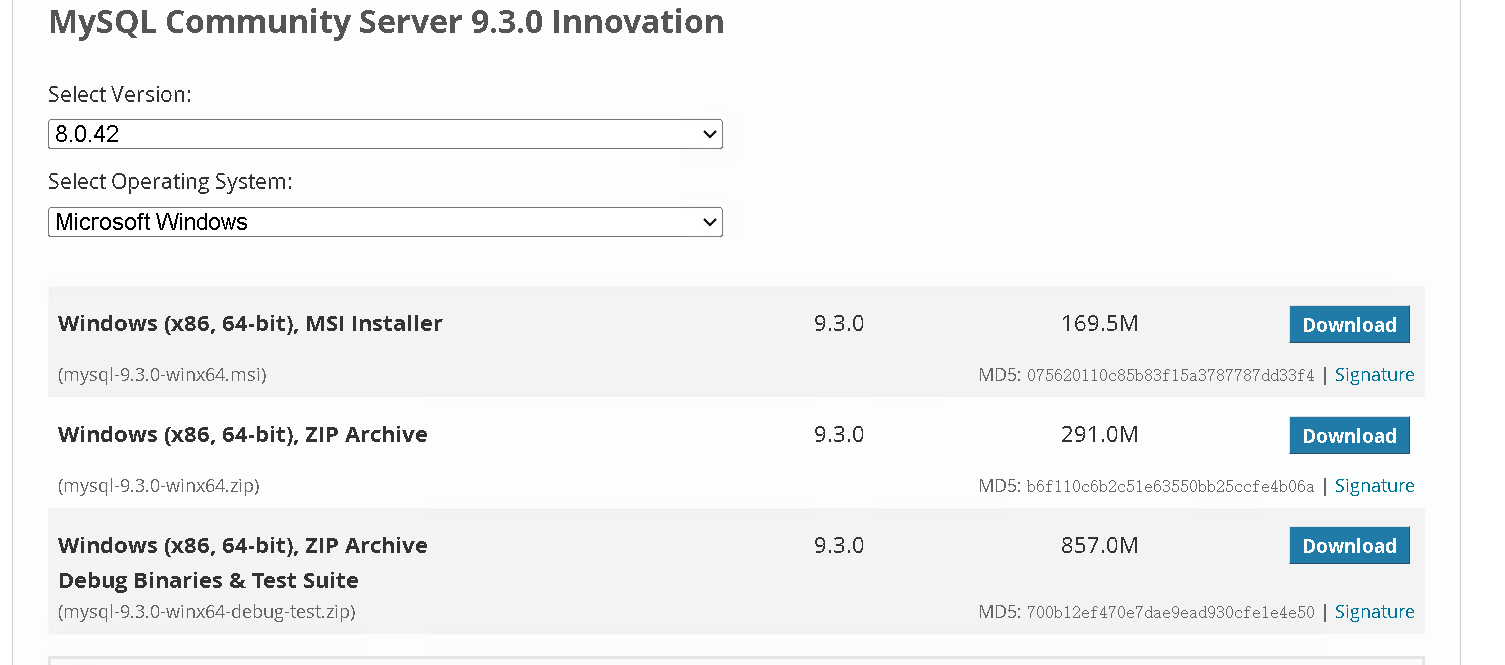 MySQL Community Server 9.3.0 Innovation
Select Version:
8.0.42
Select Operating System:
Microsoft Windows
Windows (x86, 64-bit), MSI Installer 9.3.0 169.5M Download
(mysql-9.3.0-winx64.msi) MD5: 075620110c85b83f15a3787787dd33f4 | Signature
Windows (x86, 64-bit), ZIP Archive 9.3.0 291.0M Download
(mysql-9.3.0-winx64.zip) MD5: b6f110c6b2c51e63550bb25ccfe4b06a | Signature
Windows (x86, 64-bit), ZIP Archive 9.3.0 857.0M Download
Debug Binaries & Test Suite
(mysql-9.3.0-winx64-debug-test.zip) MD5: 700b12ef470e7dae9ead930cfe1e4e50 | Signature